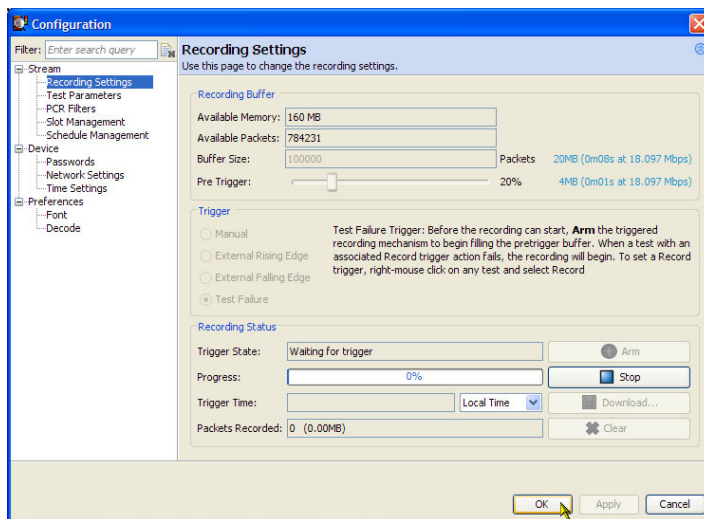 Configuration
Filter: Enter search query
Stream
Recording Settings
Test Parameters
PCR Filters
Slot Management
Schedule Management
Device
Passwords
Network Settings
Time Settings
Preferences
Font
Decode
Recording Settings
Use this page to change the recording settings.
Recording Buffer
Available Memory: 160 MB
Available Packets: 784231
Buffer Size: 100000 Packets 20MB (0m08s at 18.097 Mbps)
Pre Trigger: 20% 4MB (0m01s at 18.097 Mbps)
Trigger
Manual
External Rising Edge
External Falling Edge
Test Failure
Test Failure Trigger: Before the recording can start, Arm the triggered
recording mechanism to begin filling the pretrigger buffer. When a test with an
associated Record trigger action fails, the recording will begin. To set a Record
trigger, right-mouse click on any test and select Record
Recording Status
Trigger State: Waiting for trigger Arm
Progress: 0% Stop
Trigger Time: Local Time Download...
Packets Recorded: 0 (0.00MB) Clear
OK Apply Cancel